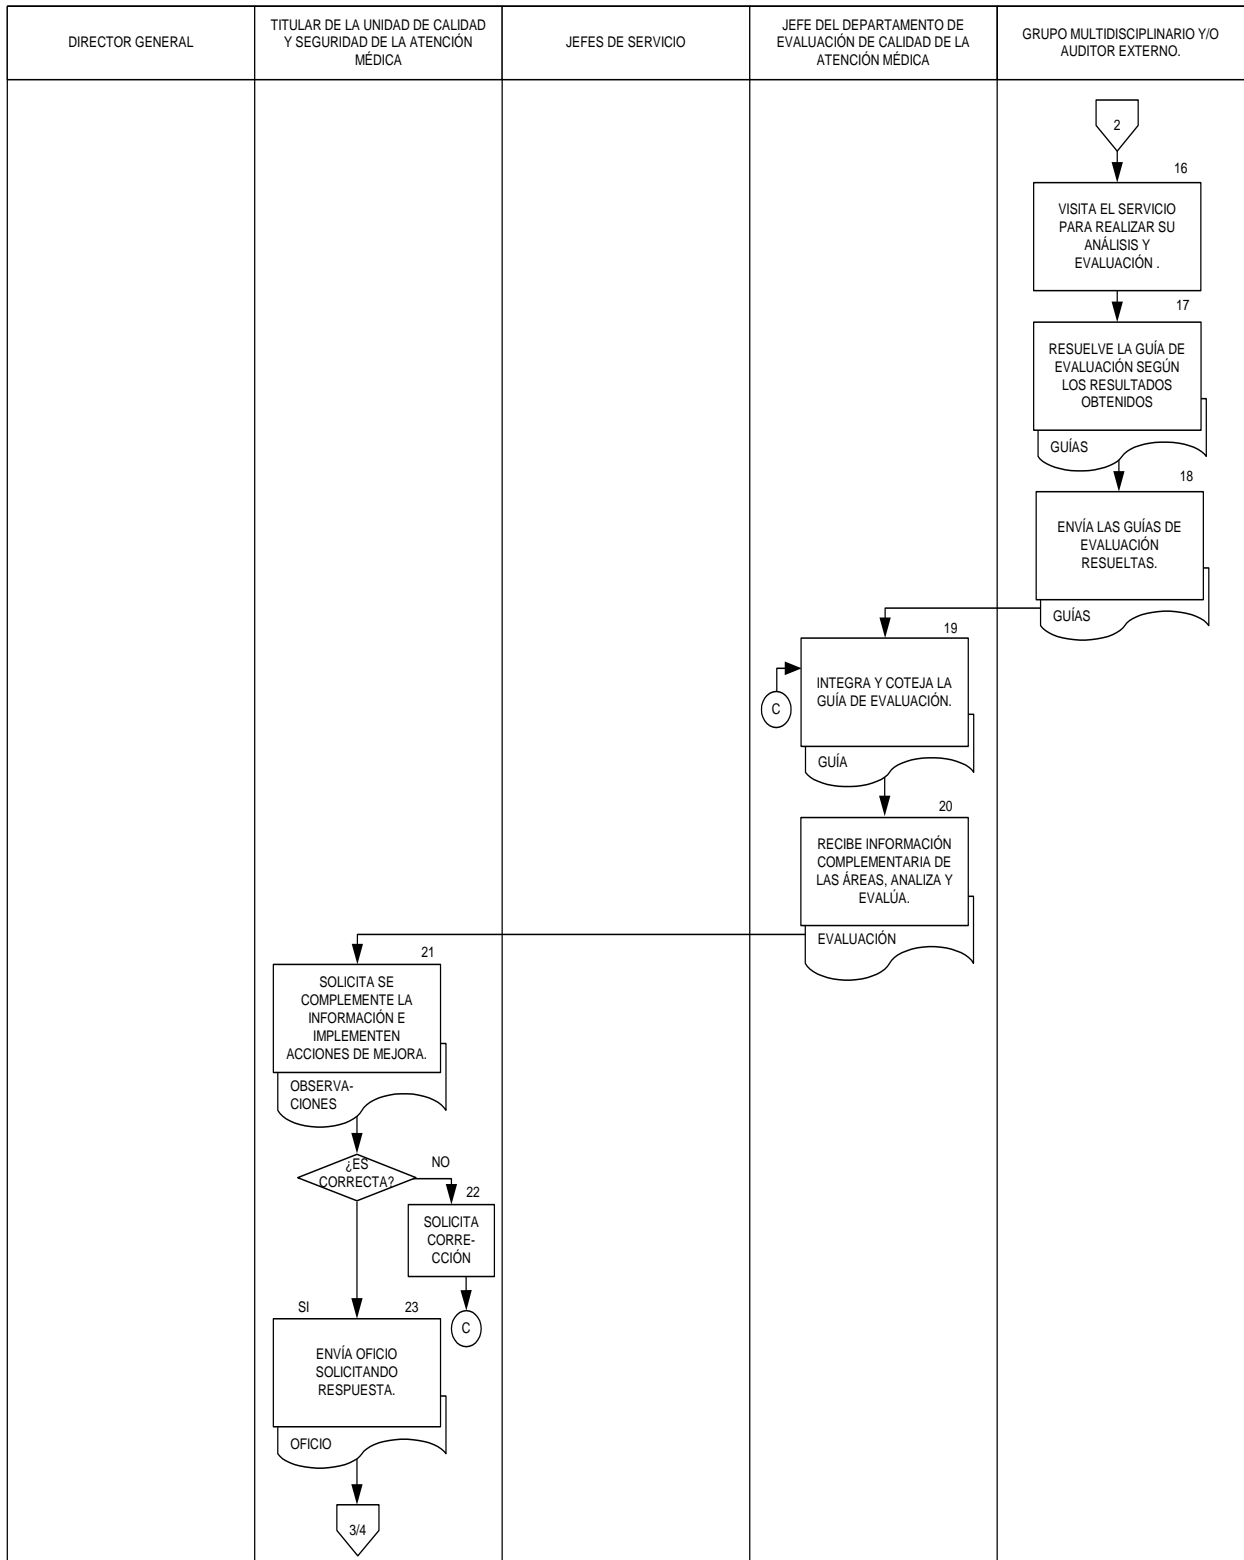 DIRECTOR GENERAL
TITULAR DE LA UNIDAD DE CALIDAD
Y SEGURIDAD DE LA ATENCIÓN
MÉDICA
JEFES DE SERVICIO
JEFE DEL DEPARTAMENTO DE
EVALUACIÓN DE CALIDAD DE LA
ATENCIÓN MÉDICA
GRUPO MULTIDISCIPLINARIO Y/O
AUDITOR EXTERNO.
2
16
VISITA EL SERVICIO
PARA REALIZAR SU
ANÁLISIS Y
EVALUACIÓN .
17
RESUELVE LA GUÍA DE
EVALUACIÓN SEGÚN
LOS RESULTADOS
OBTENIDOS
GUÍAS
18
ENVÍA LAS GUÍAS DE
EVALUACIÓN
RESUELTAS.
GUÍAS
19
INTEGRA Y COTEJA LA
GUÍA DE EVALUACIÓN.
C
GUÍA
20
RECIBE INFORMACIÓN
COMPLEMENTARIA DE
LAS ÁREAS, ANALIZA Y
EVALÚA.
EVALUACIÓN
21
SOLICITA SE
COMPLEMENTE LA
INFORMACIÓN E
IMPLEMENTEN
ACCIONES DE MEJORA.
OBSERVA-
CIONES
¿ES
CORRECTA?
NO
22
SOLICITA
CORRE-
CCIÓN
C
SI
23
ENVÍA OFICIO
SOLICITANDO
RESPUESTA.
OFICIO
3/4